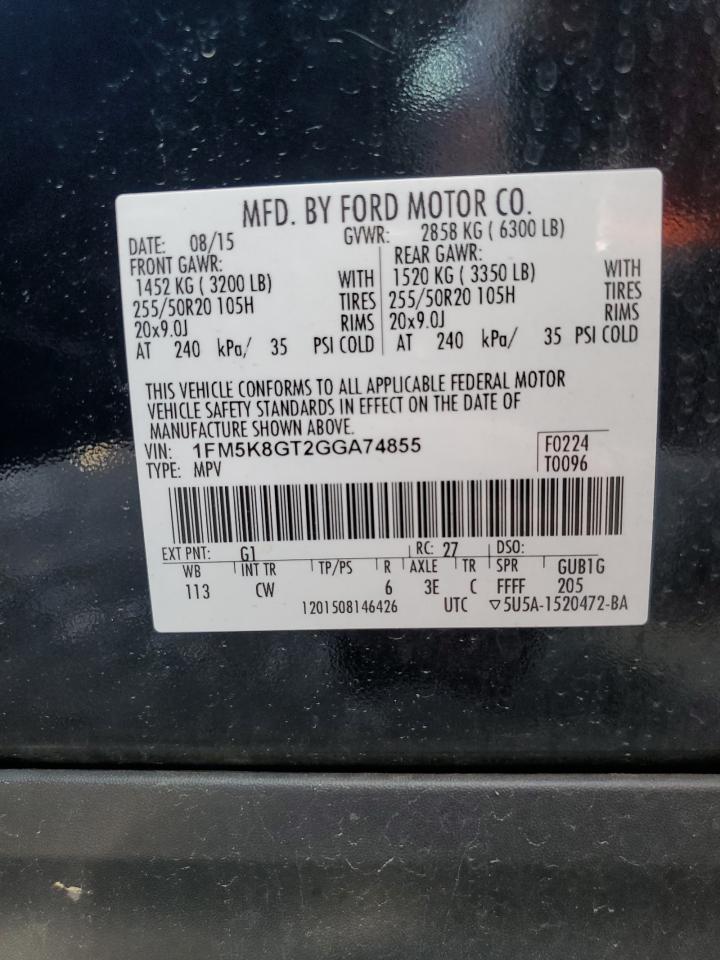 MFD. BY FORD MOTOR CO.
DATE: 08/15 GVWR: 2858 KG ( 6300 LB)
FRONT GAWR: REAR GAWR:
1452 KG ( 3200 LB) WITH 1520 KG ( 3350 LB) WITH
255/50R20 105H TIRES 255/50R20 105H TIRES
20x9.0J RIMS 20x9.0J RIMS
AT 240 kPa/ 35 PSI COLD AT 240 kPa/ 35 PSI COLD
THIS VEHICLE CONFORMS TO ALL APPLICABLE FEDERAL MOTOR
VEHICLE SAFETY STANDARDS IN EFFECT ON THE DATE OF
MANUFACTURE SHOWN ABOVE.
VIN: 1FM5K8GT2GGA74855 F0224
TYPE: MPV T0096
EXT PNT: G1 RC: 27 DSO:
WB INT TR TP/PS R AXLE TR SPR GUB1G
113 CW 6 3E C FFFF 205
1201508146426 UTC ▽5U5A-1520472-BA